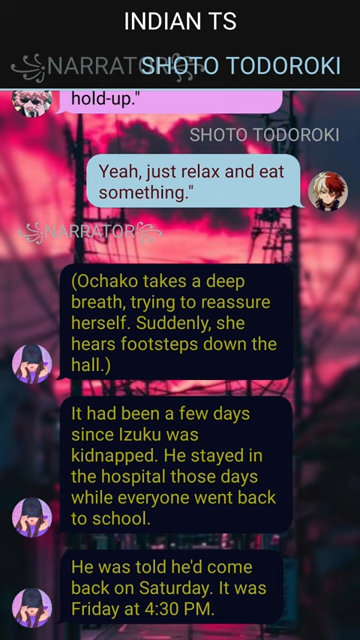 INDIAN TS
꧁NARRATOR꧂
SHOTO TODOROKI
hold-up."
SHOTO TODOROKI
Yeah, just relax and eat
something."
꧁NARRATOR꧂
(Ochako takes a deep
breath, trying to reassure
herself. Suddenly, she
hears footsteps down the
hall.)
It had been a few days
since Izuku was
kidnapped. He stayed in
the hospital those days
while everyone went back
to school.
He was told he'd come
back on Saturday. It was
Friday at 4:30 PM.